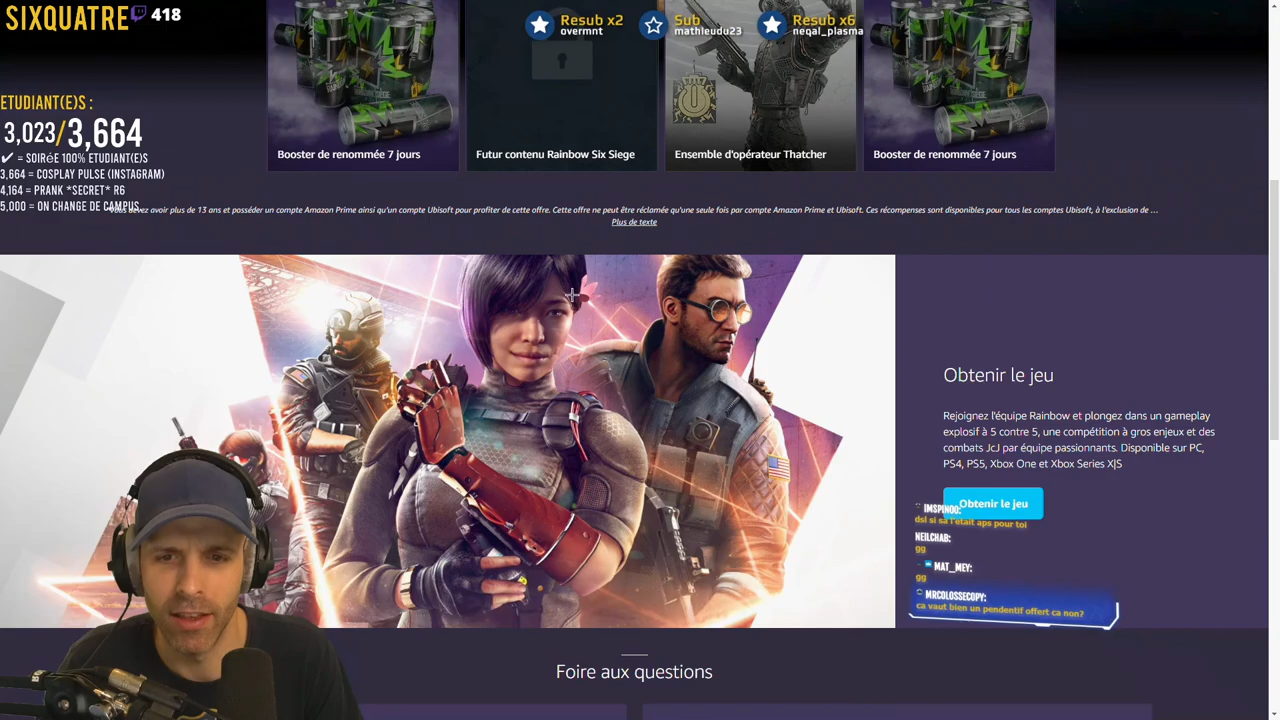 SIXQUATRE 418
Resub x2
overmnt
Sub
mathieudu23
Resub x6
neqal_plasma
ETUDIANT(E)S :
3,023/3,664
✔ = SOIRéE 100% ETUDIANT(E)S
3,664 = COSPLAY PULSE (INSTAGRAM)
4,164 = PRANK *SECRET* R6
5,000 = ON CHANGE DE CAMPUS
Booster de renommée 7 jours
Futur contenu Rainbow Six Siege
Ensemble d'opérateur Thatcher
Booster de renommée 7 jours
Vous devez avoir plus de 13 ans et posséder un compte Amazon Prime ainsi qu'un compte Ubisoft pour profiter de cette offre. Cette offre ne peut être réclamée qu'une seule fois par compte Amazon Prime et Ubisoft. Ces récompenses sont disponibles pour tous les comptes Ubisoft, à l'exclusion de ...
Plus de texte
Obtenir le jeu
Rejoignez l'équipe Rainbow et plongez dans un gameplay
explosif à 5 contre 5, une compétition à gros enjeux et des
combats JcJ par équipe passionnants. Disponible sur PC,
PS4, PS5, Xbox One et Xbox Series X|S
Obtenir le jeu
IMSPINOO:
dsl si sa l'etait aps pour toi
NEILCHAB:
gg
MAT_MEY:
gg
MRCOLOSSECOPY:
ca vaut bien un pendentif offert ca non?
Foire aux questions